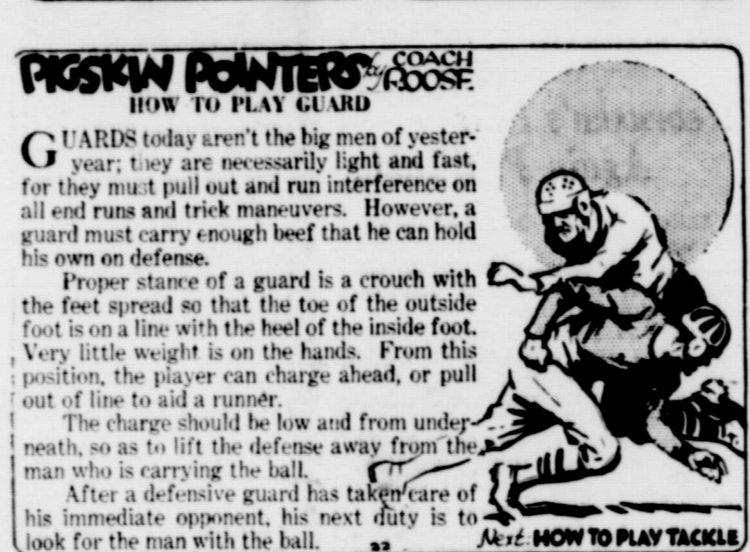 PIGSKIN POINTERS by COACH ROOSE
HOW TO PLAY GUARD
GUARDS today aren't the big men of yester-
year; they are necessarily light and fast,
for they must pull out and run interference on
all end runs and trick maneuvers. However, a
guard must carry enough beef that he can hold
his own on defense.
Proper stance of a guard is a crouch with
the feet spread so that the toe of the outside
foot is on a line with the heel of the inside foot.
Very little weight is on the hands. From this
position, the player can charge ahead, or pull
out of line to aid a runner.
The charge should be low and from under-
neath, so as to lift the defense away from the
man who is carrying the ball.
After a defensive guard has taken care of
his immediate opponent, his next duty is to
look for the man with the ball. 22
Next: HOW TO PLAY TACKLE